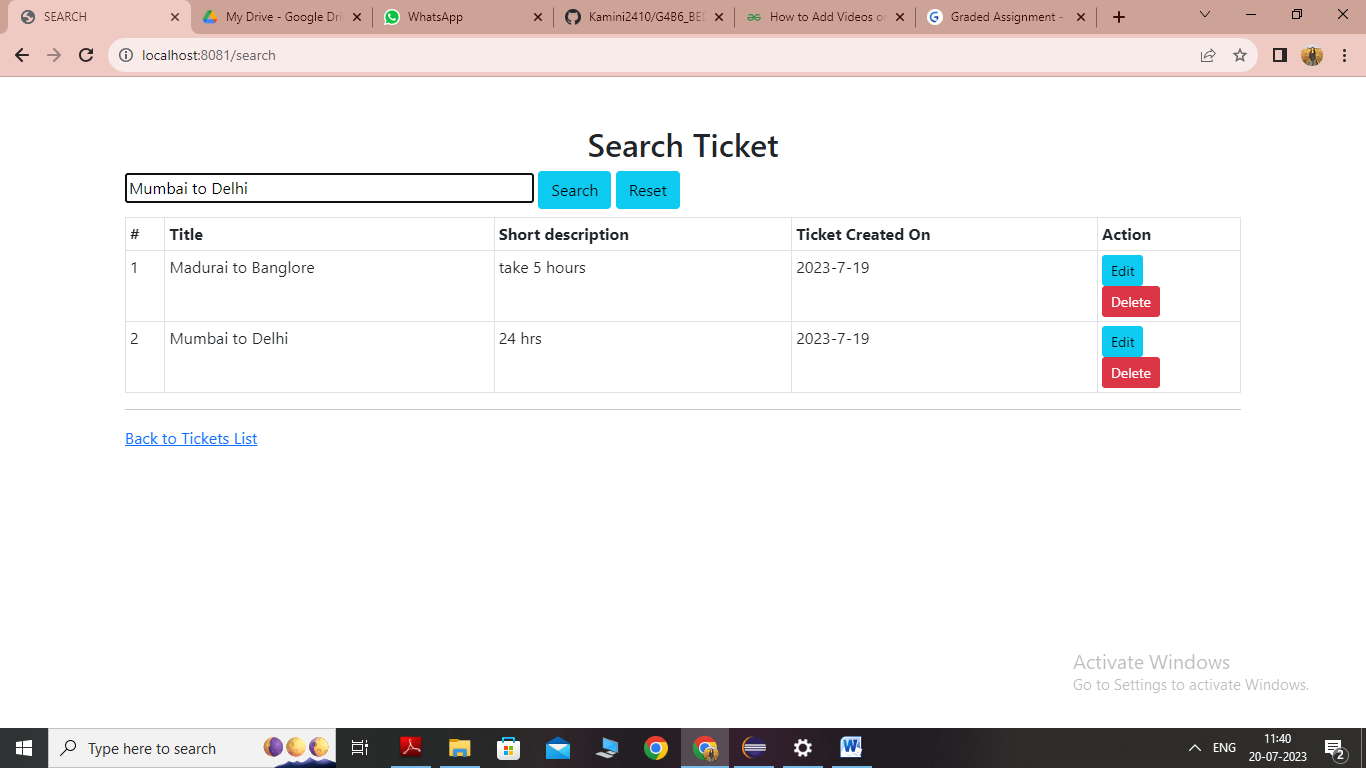 SEARCH
My Drive - Google Dri
WhatsApp
Kamini2410/G4B6_BED
How to Add Videos or
Graded Assignment -
localhost:8081/search
Search Ticket
Mumbai to Delhi Search Reset
# Title Short description Ticket Created On Action
1 Madurai to Banglore take 5 hours 2023-7-19 Edit
Delete
2 Mumbai to Delhi 24 hrs 2023-7-19 Edit
Delete
Back to Tickets List
Activate Windows
Go to Settings to activate Windows.
Type here to search
ENG
11:40
20-07-2023
2